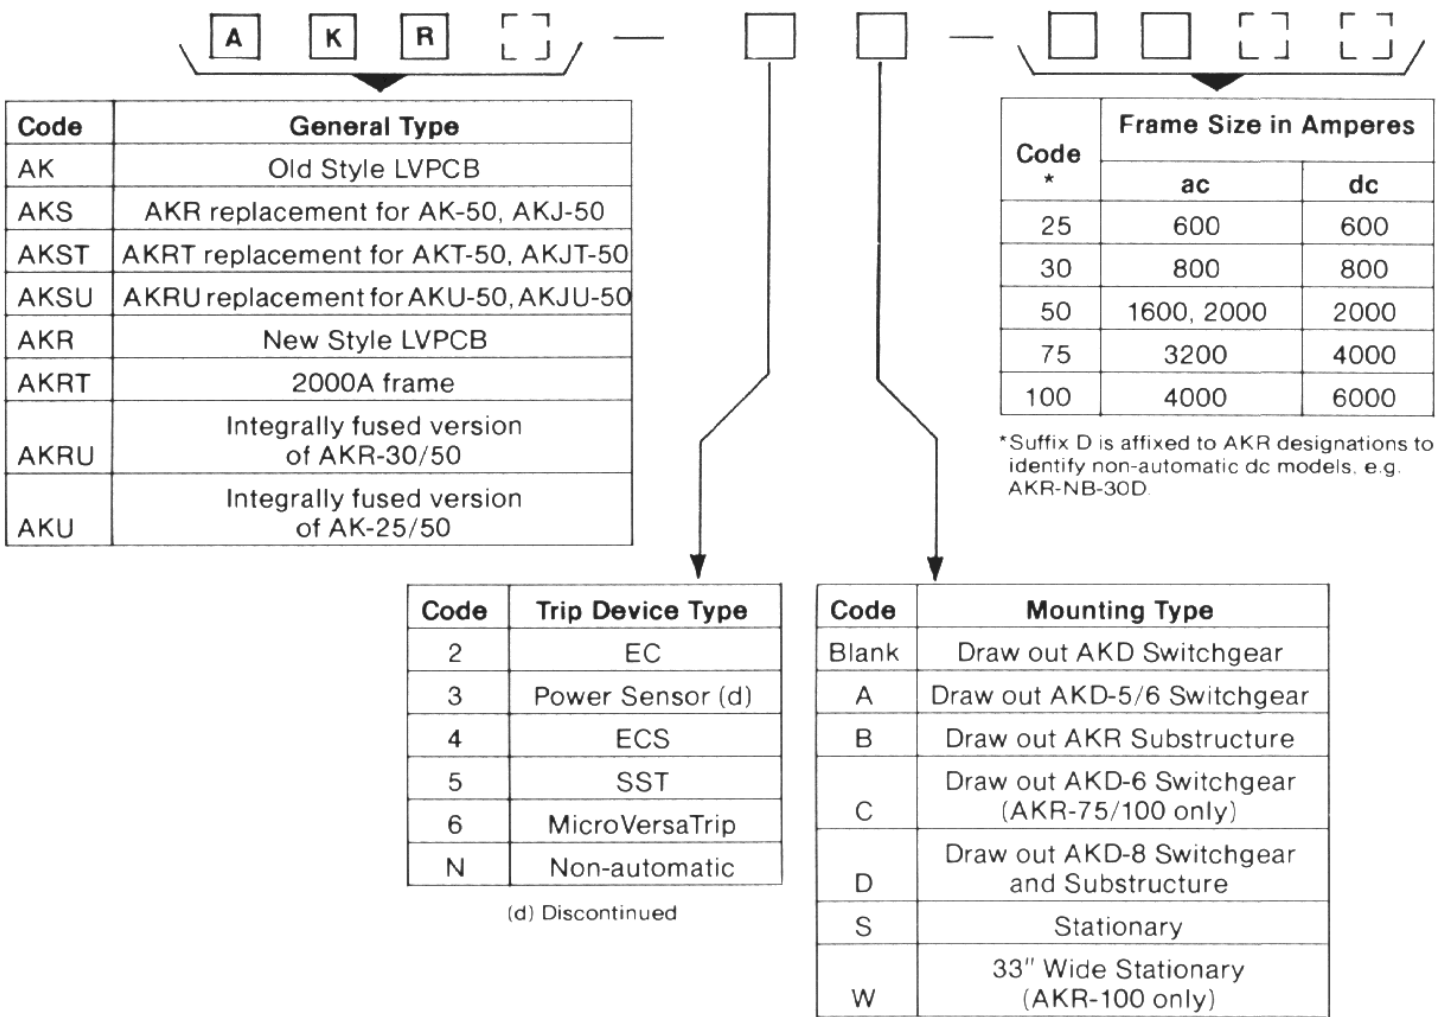 A K R
Code General Type
AK Old Style LVPCB
AKS AKR replacement for AK-50, AKJ-50
AKST AKRT replacement for AKT-50, AKJT-50
AKSU AKRU replacement for AKU-50, AKJU-50
AKR New Style LVPCB
AKRT 2000A frame
Integrally fused version
AKRU of AKR-30/50
Integrally fused version
AKU of AK-25/50
Frame Size in Amperes
Code
* ac dc
25 600 600
30 800 800
50 1600, 2000 2000
75 3200 4000
100 4000 6000
*Suffix D is affixed to AKR designations to
identify non-automatic dc models, e.g.
AKR-NB-30D.
Code Trip Device Type
2 EC
3 Power Sensor (d)
4 ECS
5 SST
6 MicroVersaTrip
N Non-automatic
(d) Discontinued
Code Mounting Type
Blank Draw out AKD Switchgear
A Draw out AKD-5/6 Switchgear
B Draw out AKR Substructure
Draw out AKD-6 Switchgear
C (AKR-75/100 only)
Draw out AKD-8 Switchgear
D and Substructure
S Stationary
33" Wide Stationary
W (AKR-100 only)